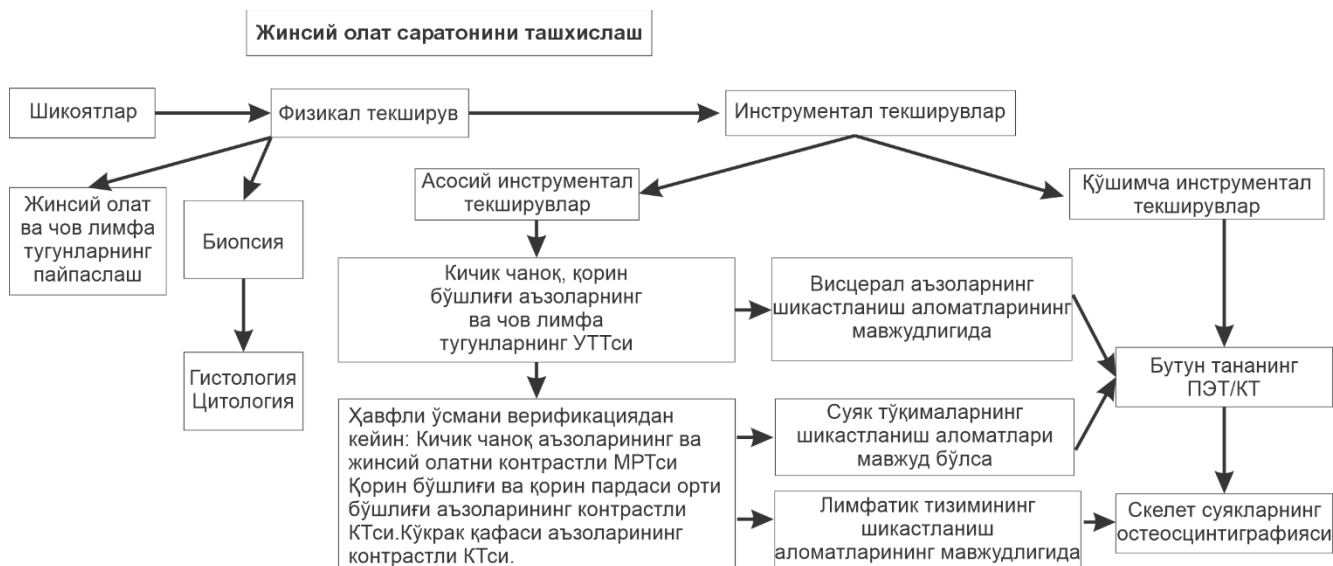 Жинсий олат саратонини ташхислаш
Шикоятлар
Физикал текширув
Инструментал текширувлар
Жинсий олат
ва чов лимфа
тугунларнинг
пайпаслаш
Биопсия
Гистология
Цитология
Асосий инструментал
текширувлар
Қўшимча инструментал
текширувлар
Кичик чаноқ, қорин
бўшлиғи аъзоларнинг
ва чов лимфа
тугунларнинг УТТси
Висцерал аъзоларнинг
шикастланиш аломатларининг
мавжудлигида
Бутун тананинг
ПЭТ/КТ
Ҳавфли ўсмани верификациядан
кейин: Кичик чаноқ аъзоларининг ва
жинсий олатни контрастли МРТси
Қорин бўшлиғи ва қорин пардаси орти
бўшлиғи аъзоларининг контрастли
КТси.Кўкрак қафаси аъзоларининг
контрастли КТси.
Суяк тўқималарнинг
шикастланиш аломатлари
мавжуд бўлса
Лимфатик тизимининг
шикастланиш
аломатларининг мавжудлигида
Скелет суякларнинг
остеосцинтиграфияси